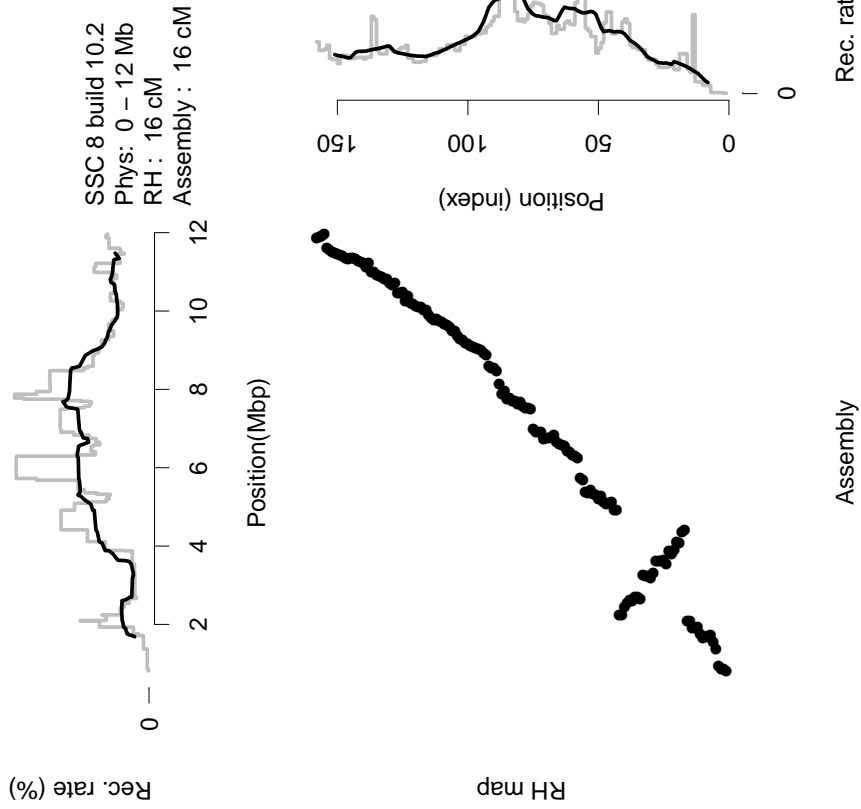 SSC 8 build 10.2
Phys: 0 – 12 Mb
RH : 16 cM
Assembly : 16 cM
Rec. rate (%)
0
2
4
6
8
10
12
Position(Mbp)
RH map
Assembly
Position (index)
0
50
100
150
0